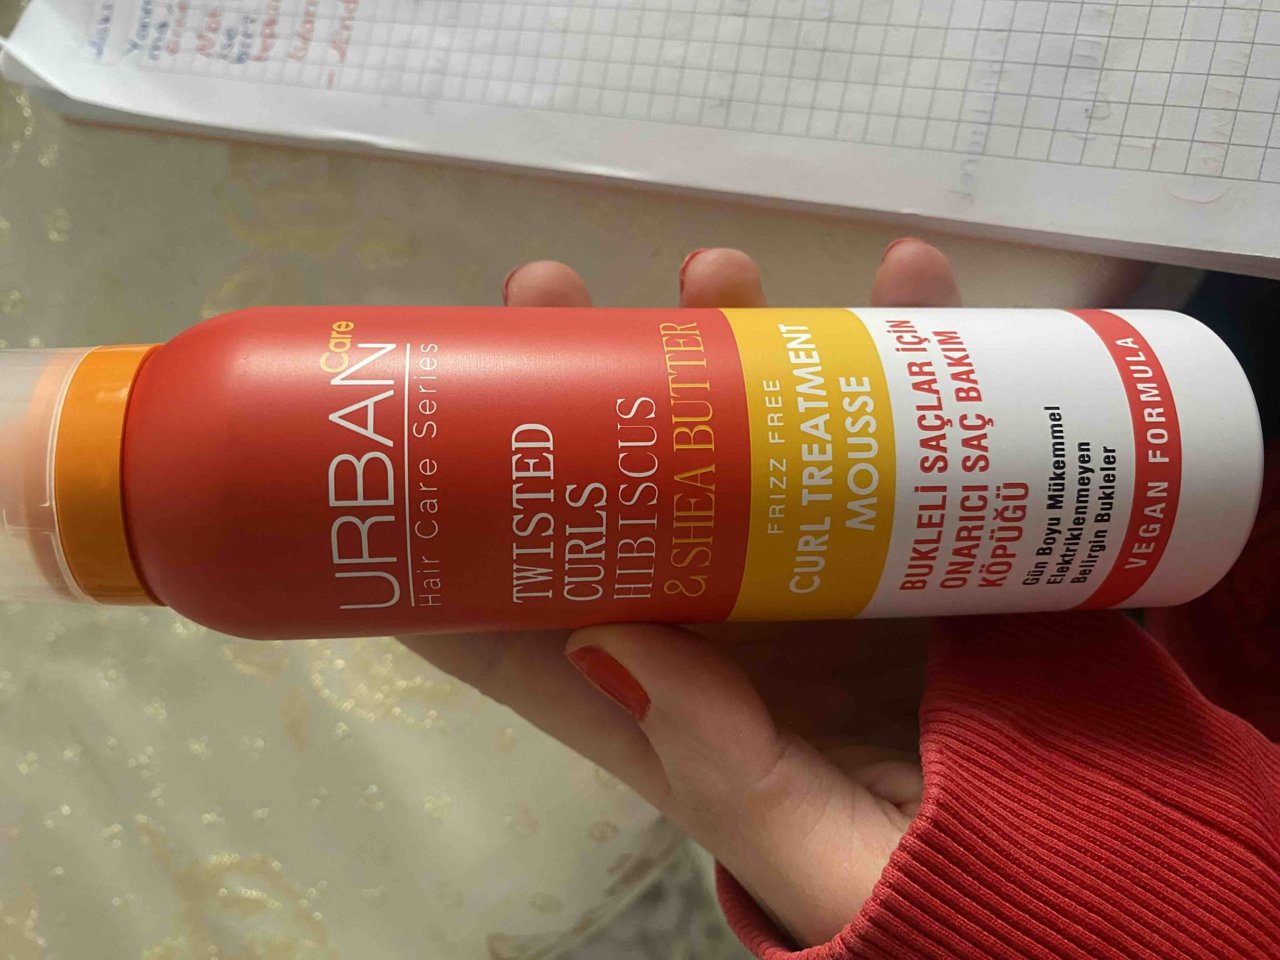 URBAN
Care
Hair Care Series
TWISTED
CURLS
HIBISCUS
& SHEA BUTTER
FRIZZ FREE
CURL TREATMENT
MOUSSE
BUKLELİ SAÇLAR İÇİN
ONARICI SAÇ BAKIM
KÖPÜĞÜ
Gün Boyu Mükemmel
Elektriklenmeyen
Belirgin Bukleler
VEGAN FORMULA